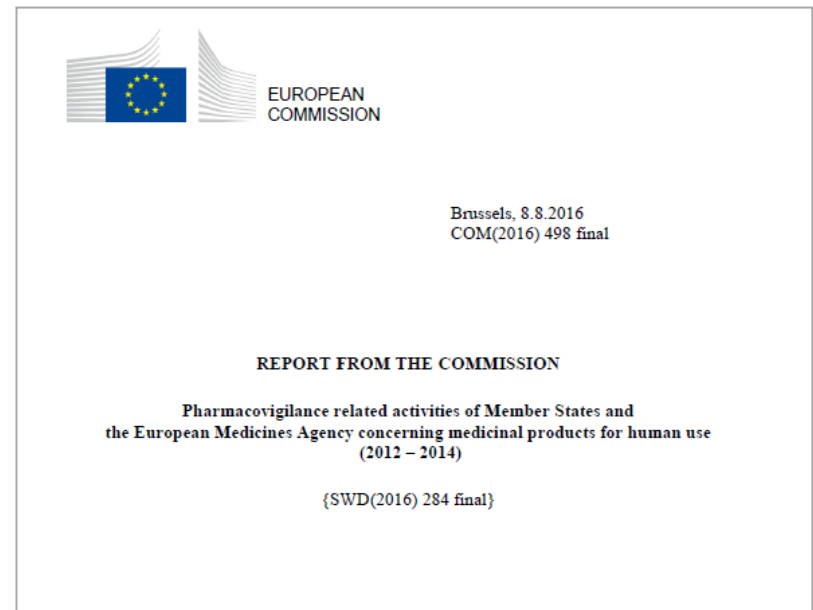 EUROPEAN
COMMISSION
Brussels, 8.8.2016
COM(2016) 498 final
REPORT FROM THE COMMISSION
Pharmacovigilance related activities of Member States and
the European Medicines Agency concerning medicinal products for human use
(2012 – 2014)
{SWD(2016) 284 final}